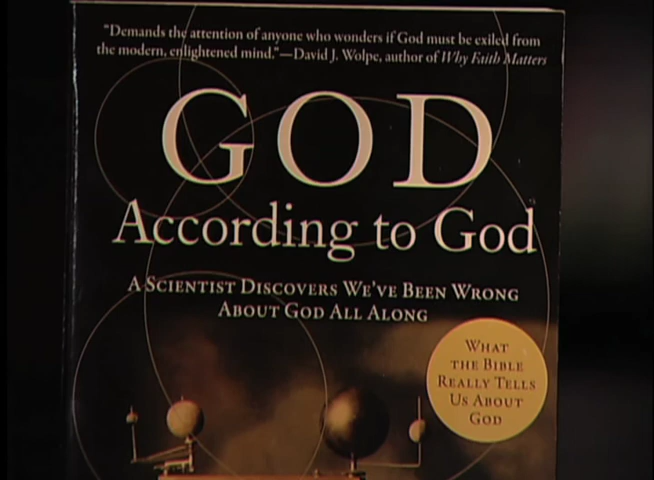 “Demands the attention of anyone who wonders if God must be exiled from
the modern, enlightened mind.”—David J. Wolpe, author of Why Faith Matters
GOD
According to God
A Scientist Discovers We’ve Been Wrong
About God All Along
What
the Bible
Really Tells
Us About
God